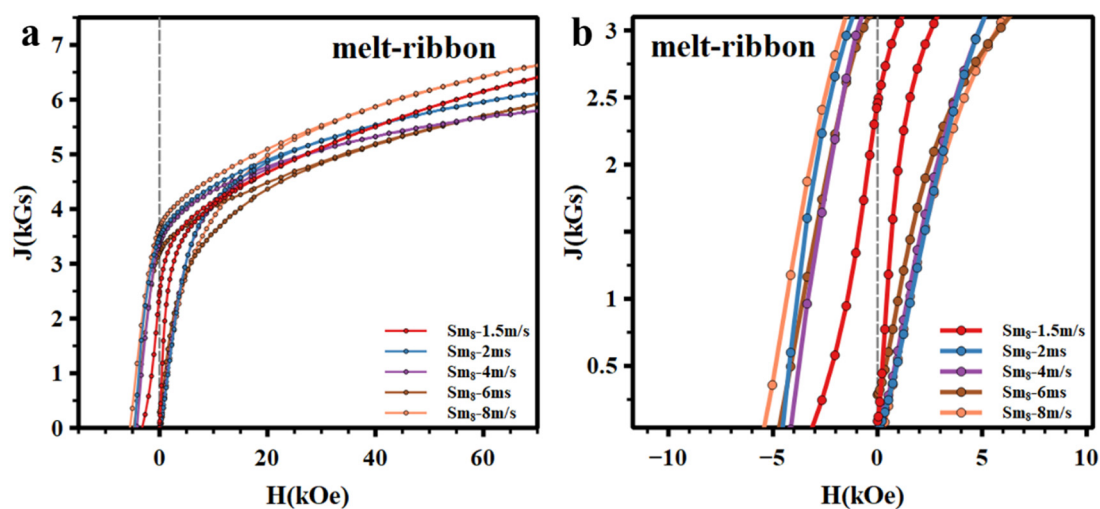 a
melt-ribbon
7
6
5
4
3
2
1
0
J(kGs)
Sm8-1.5m/s
Sm8-2ms
Sm8-4m/s
Sm8-6ms
Sm8-8m/s
0 20 40 60
H(kOe)
b
melt-ribbon
3
2.5
2
1
1
0.5
J(kGs)
Sm8-1.5m/s
Sm8-2ms
Sm8-4m/s
Sm8-6ms
Sm8-8m/s
−10 −5 0 5 10
H(kOe)